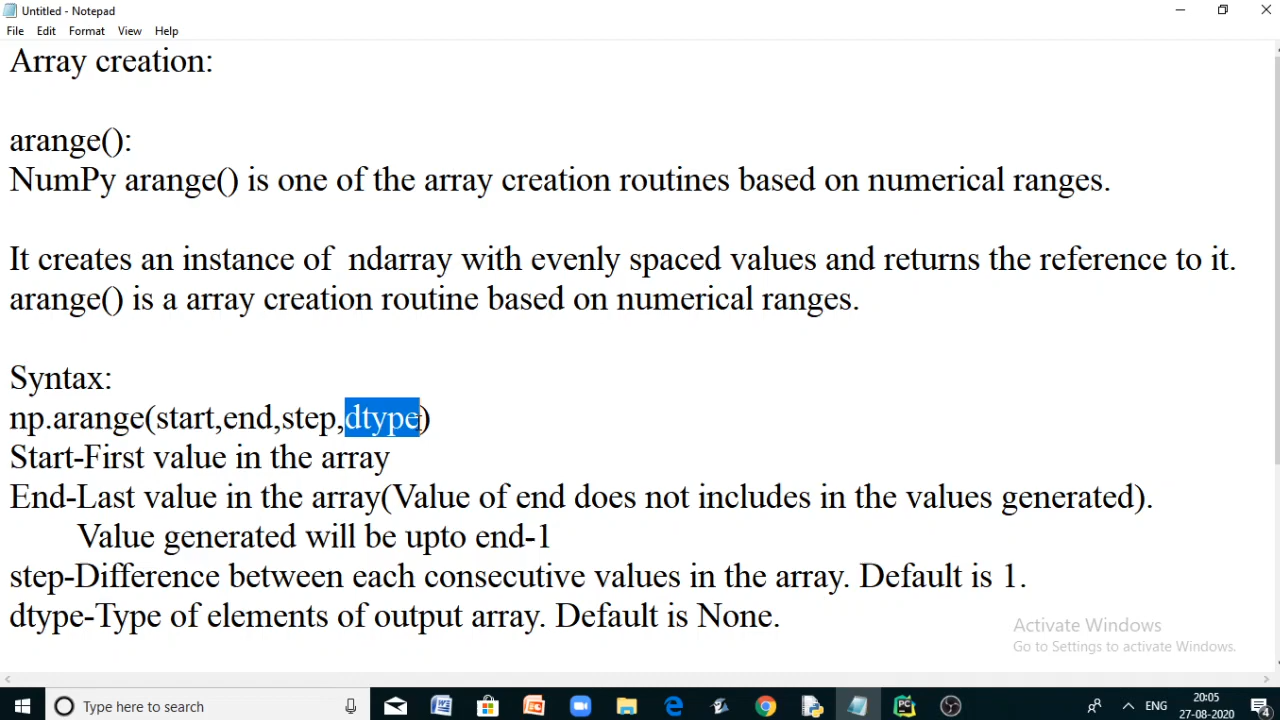 Untitled - Notepad
File Edit Format View Help
Array creation:
arange():
NumPy arange() is one of the array creation routines based on numerical ranges.
It creates an instance of  ndarray with evenly spaced values and returns the reference to it.
arange() is a array creation routine based on numerical ranges.
Syntax:
np.arange(start,end,step,dtype)
Start-First value in the array
End-Last value in the array(Value of end does not includes in the values generated).
Value generated will be upto end-1
step-Difference between each consecutive values in the array. Default is 1.
dtype-Type of elements of output array. Default is None.
Activate Windows
Go to Settings to activate Windows.
Type here to search
ENG
20:05
27-08-2020
4